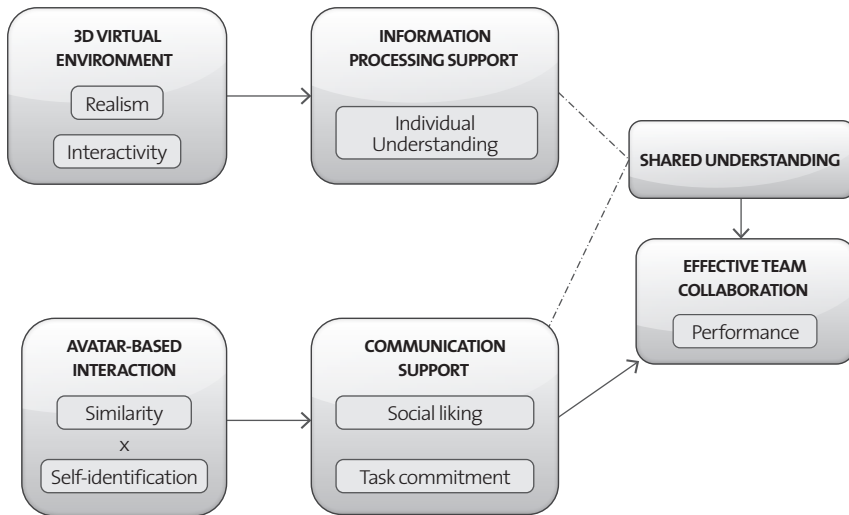 3D VIRTUAL
ENVIRONMENT
Realism
Interactivity
INFORMATION
PROCESSING SUPPORT
Individual
Understanding
SHARED UNDERSTANDING
EFFECTIVE TEAM
COLLABORATION
Performance
AVATAR-BASED
INTERACTION
Similarity
x
Self-identification
COMMUNICATION
SUPPORT
Social liking
Task commitment